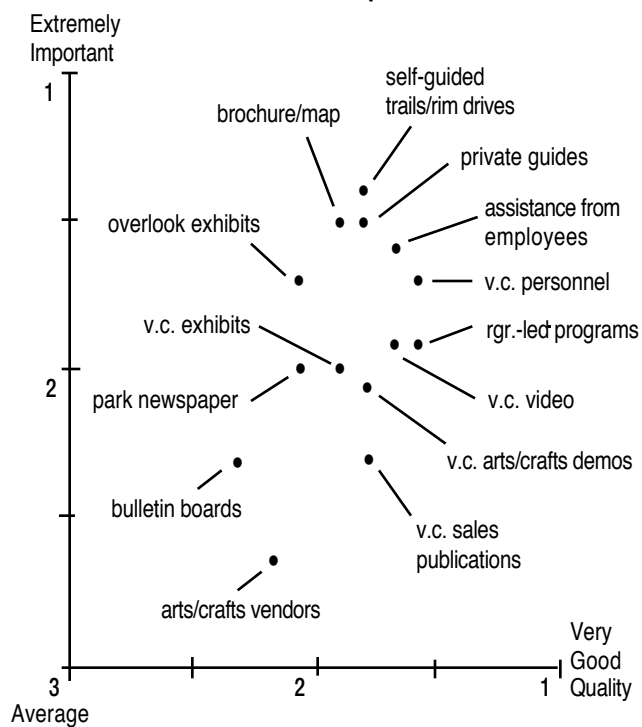 Extremely
Important
1
self-guided
trails/rim drives
brochure/map
private guides
assistance from
employees
overlook exhibits
v.c. personnel
v.c. exhibits
rgr.-led programs
2
park newspaper
v.c. video
v.c. arts/crafts demos
bulletin boards
v.c. sales
publications
arts/crafts vendors
Very
Good
Quality
3
2
1
Average